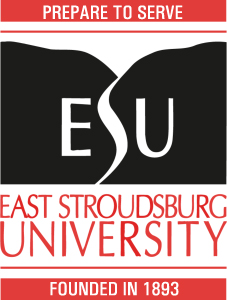 PREPARE TO SERVE
ESU
EAST STROUDSBURG
UNIVERSITY
FOUNDED IN 1893